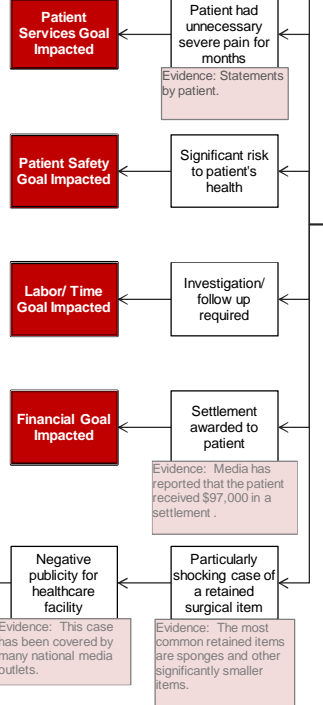 Patient
Services Goal
Impacted
Patient had
unnecessary
severe pain for
months
Evidence: Statements
by patient.
Patient Safety
Goal Impacted
Significant risk
to patient's
health
Labor/ Time
Goal Impacted
Investigation/
follow up
required
Financial Goal
Impacted
Settlement
awarded to
patient
Evidence: Media has
reported that the patient
received $97,000 in a
settlement .
Negative
publicity for
healthcare
facility
Evidence: This case
has been covered by
many national media
outlets.
Particularly
shocking case of
a retained
surgical item
Evidence: The most
common retained items
are sponges and other
significantly smaller
items.